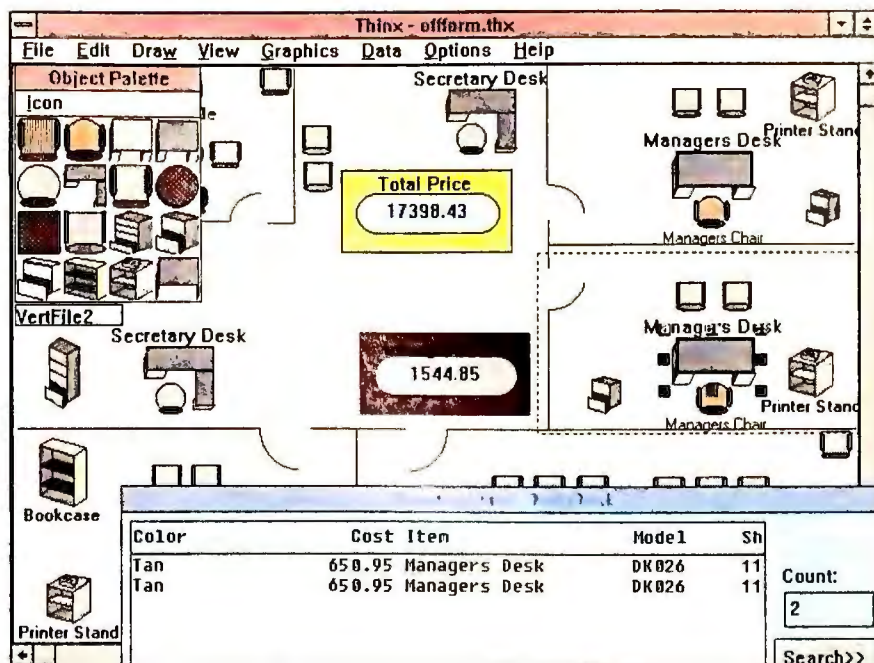 Thinx - offform.thx
File Edit Draw View Graphics Data Options Help
Object Palette
Icon
Secretary Desk
Managers Desk
Printer Stand
Total Price
17398.43
Managers Chair
VertFile2
Secretary Desk
1544.85
Managers Desk
Printer Stand
Managers Chair
Bookcase
Printer Stand
Color Cost Item Model Sh
Tan 650.95 Managers Desk DK026 11
Tan 650.95 Managers Desk DK026 11
Count:
2
Search>>